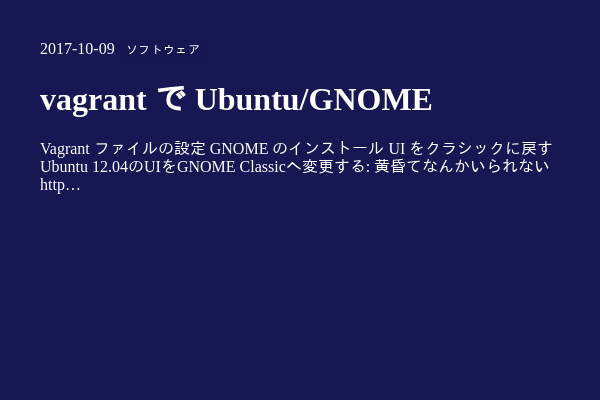 2017-10-09 ソフトウェア
vagrant で Ubuntu/GNOME
Vagrant ファイルの設定 GNOME のインストール UI をクラシックに戻す
Ubuntu 12.04のUIをGNOME Classicへ変更する: 黄昏てなんかいられない
http…